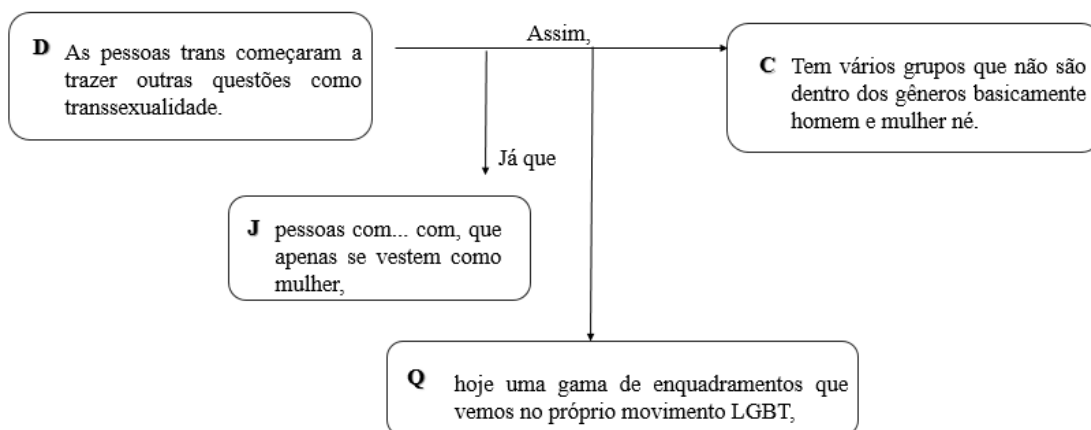 D As pessoas trans começaram a
trazer outras questões como
transsexualidade.
Assim,
C Tem vários grupos que não são
dentro dos gêneros basicamente
homem e mulher né.
Já que
J pessoas com... com, que
apenas se vestem como
mulher,
Q hoje uma gama de enquadramentos que
vemos no próprio movimento LGBT,